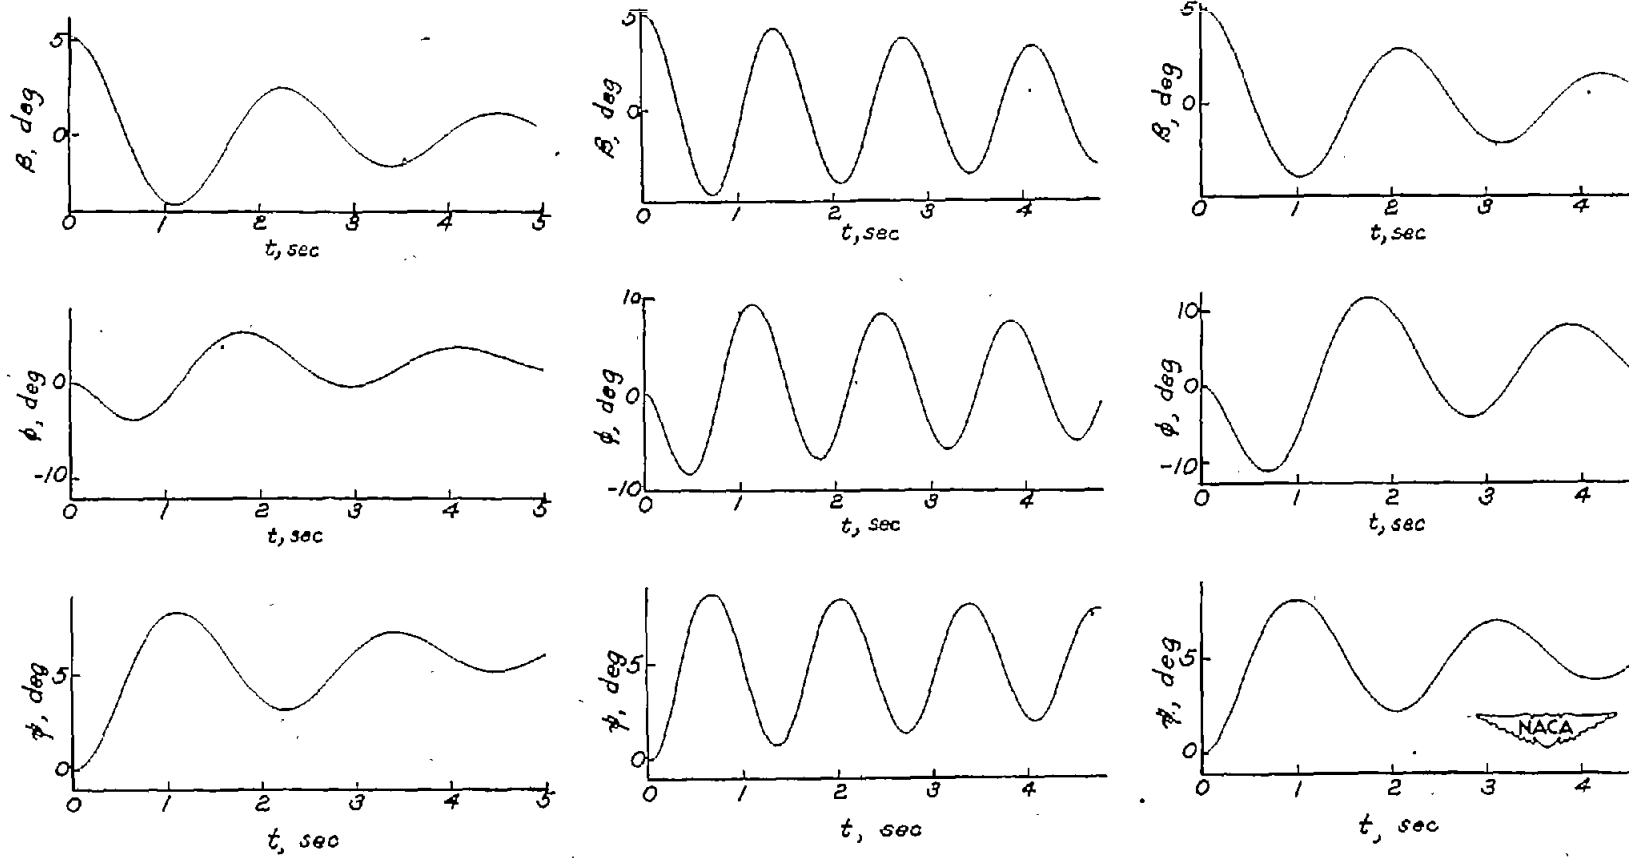 5
0
β, deg
0 1 2 3 4 5
t, sec
5
0
β, deg
0 1 2 3 4
t, sec
5
0
β, deg
0 1 2 3 4
t, sec
0
-10
φ, deg
0 1 2 3 4 5
t, sec
10
0
-10
φ, deg
0 1 2 3 4
t, sec
10
0
-10
φ, deg
0 1 2 3 4
t, sec
5
0
ψ, deg
0 1 2 3 4 5
t, sec
5
0
ψ, deg
0 1 2 3 4
t, sec
5
0
ψ, deg
0 1 2 3 4
t, sec
NACA